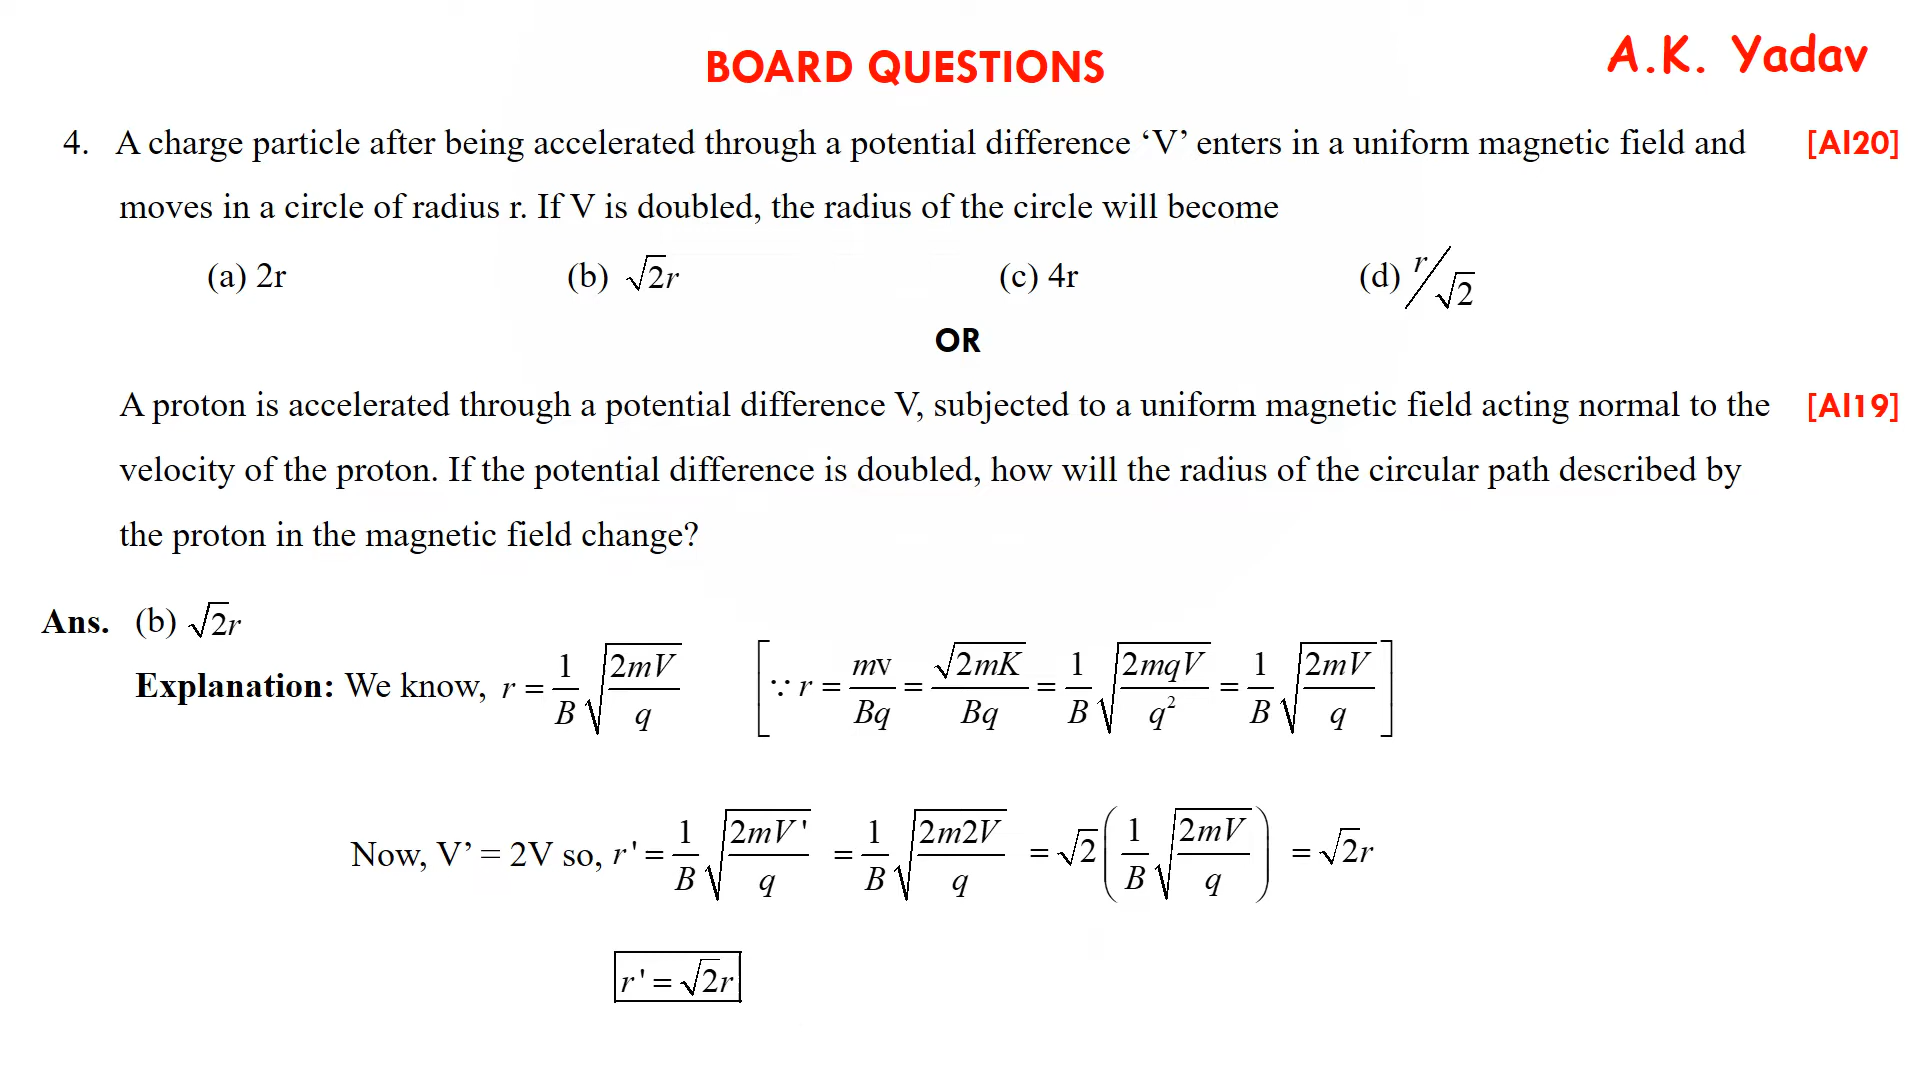 BOARD QUESTIONS
A.K. Yadav
4. A charge particle after being accelerated through a potential difference ‘V’ enters in a uniform magnetic field and [AI20]
moves in a circle of radius r. If V is doubled, the radius of the circle will become
(a) 2r (b) √2r (c) 4r (d) r/√2
OR
A proton is accelerated through a potential difference V, subjected to a uniform magnetic field acting normal to the [AI19]
velocity of the proton. If the potential difference is doubled, how will the radius of the circular path described by
the proton in the magnetic field change?
Ans. (b) √2r
Explanation: We know, r = 1/B √(2mV/q) [∵ r = mv/Bq = √(2mK)/Bq = 1/B √(2mqV/q²) = 1/B √(2mV/q)]
Now, V’ = 2V so, r' = 1/B √(2mV'/q) = 1/B √(2m2V/q) = √2 (1/B √(2mV/q)) = √2r
r' = √2r